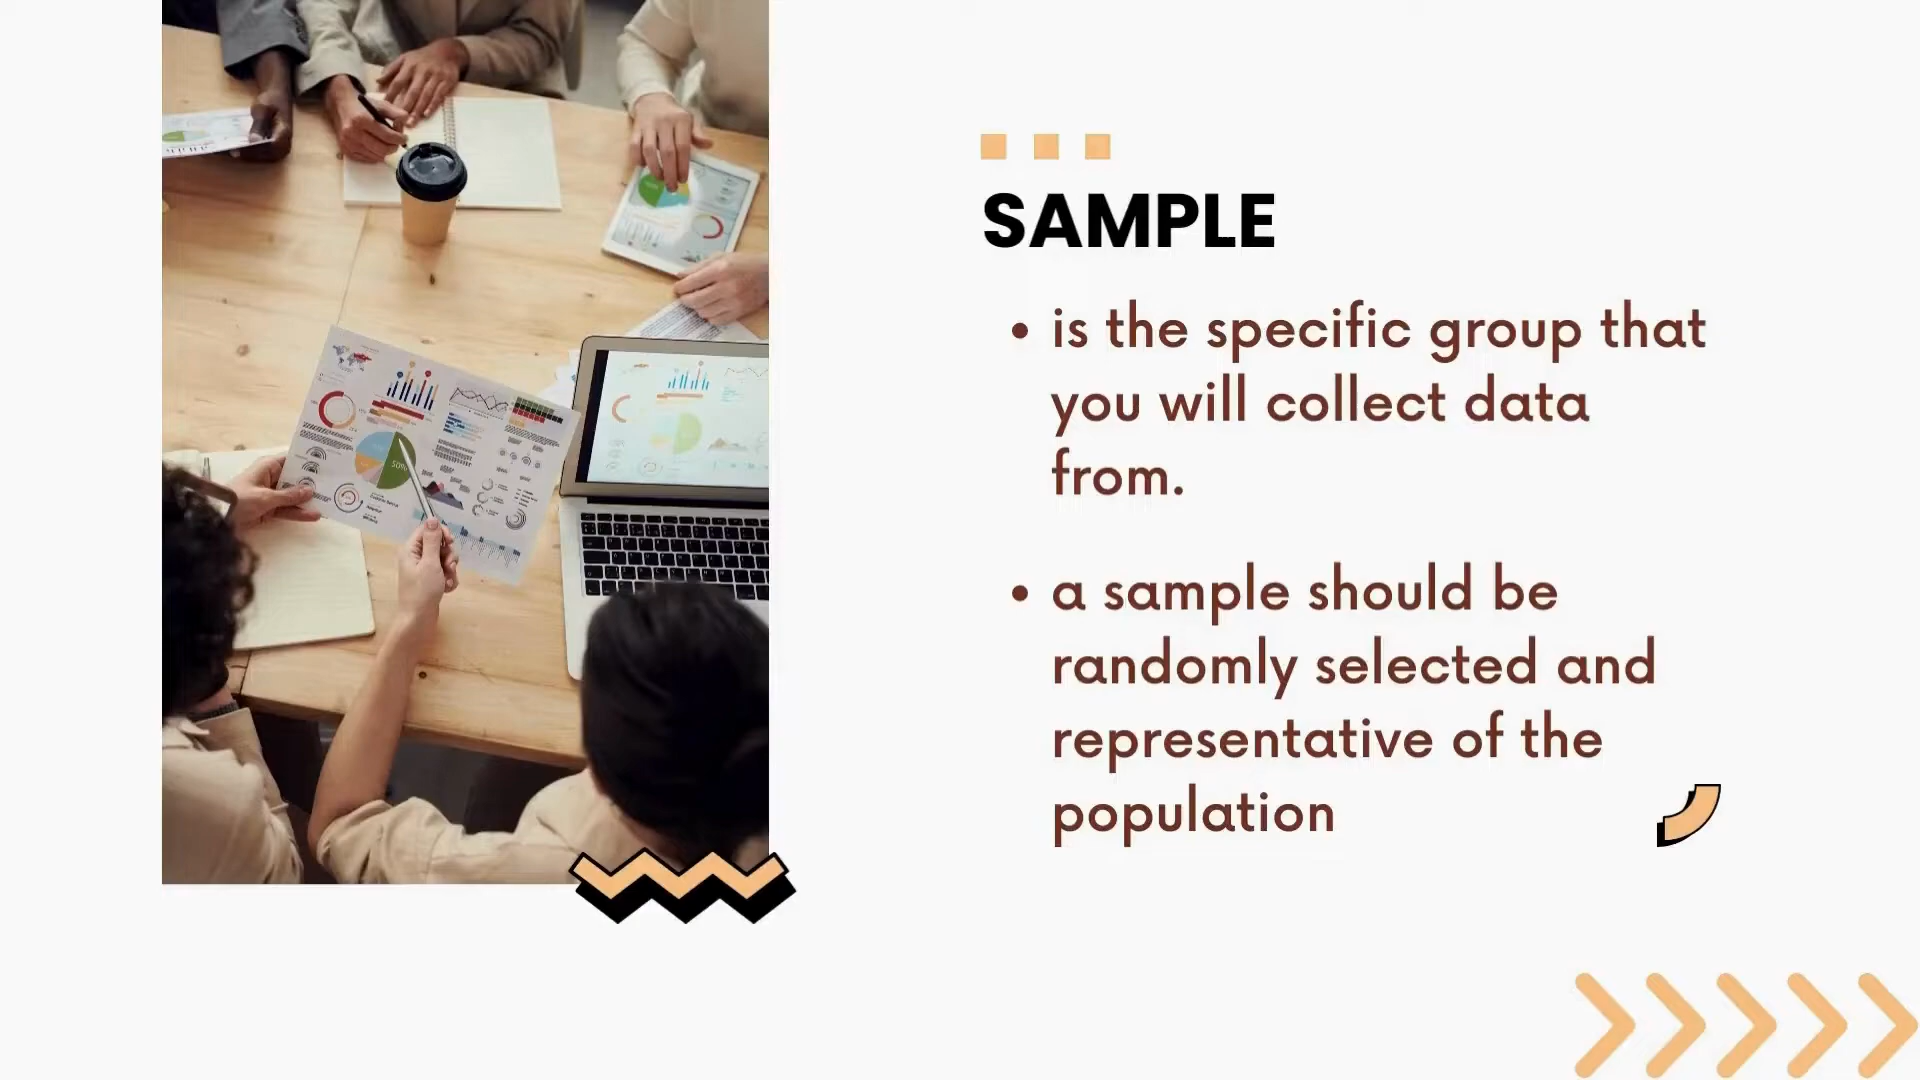 SAMPLE
• is the specific group that
you will collect data
from.
• a sample should be
randomly selected and
representative of the
population
50%